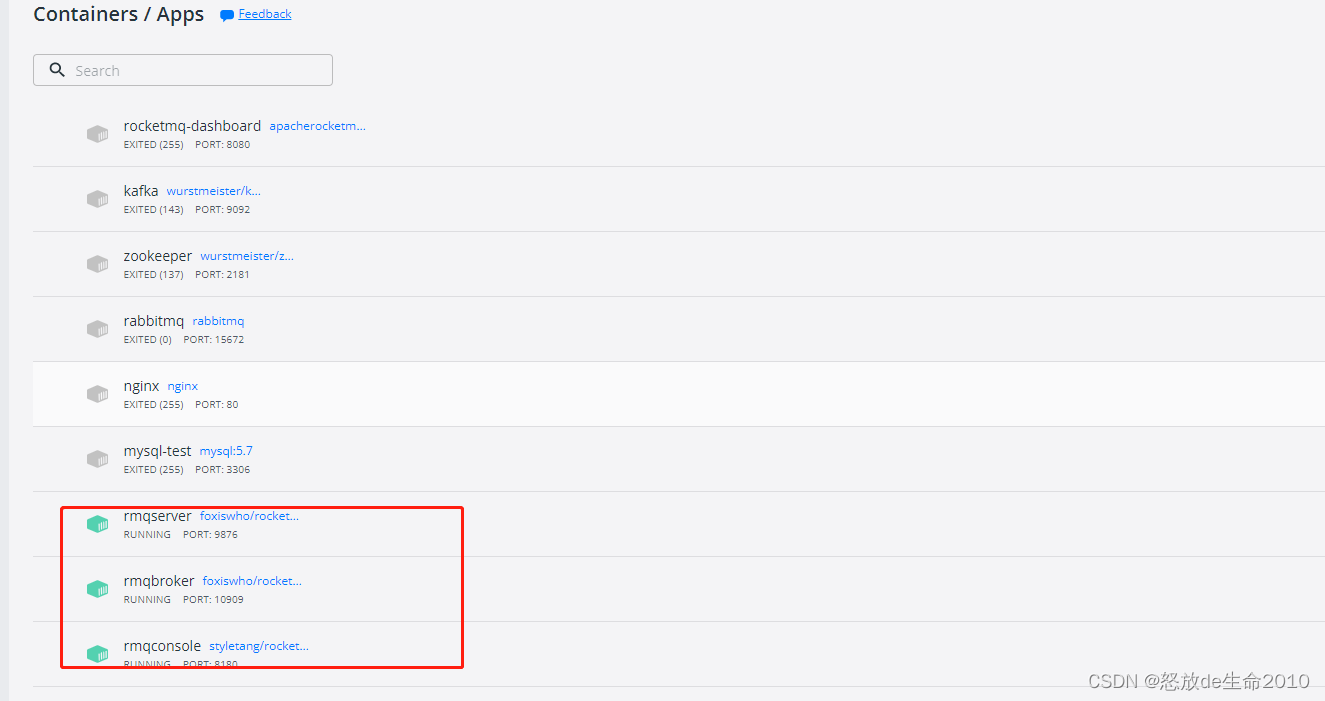 Containers / Apps Feedback
Search
rocketmq-dashboard apacherocketm...
EXITED (255) PORT: 8080
kafka wurstmeister/k...
EXITED (143) PORT: 9092
zookeeper wurstmeister/z...
EXITED (137) PORT: 2181
rabbitmq rabbitmq
EXITED (0) PORT: 15672
nginx nginx
EXITED (255) PORT: 80
mysql-test mysql:5.7
EXITED (255) PORT: 3306
rmqserver foxiswho/rocket...
RUNNING PORT: 9876
rmqbroker foxiswho/rocket...
RUNNING PORT: 10909
rmqconsole styletang/rocket...
RUNNING PORT: 8180
CSDN @怒放de生命2010